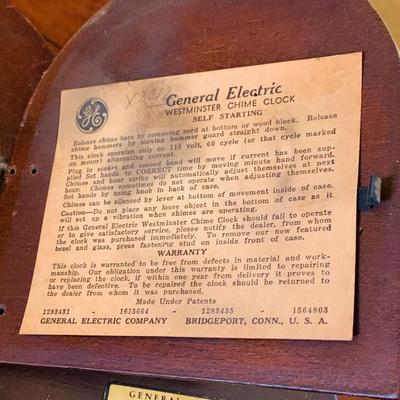 GE
General Electric
WESTMINSTER CHIME CLOCK
SELF STARTING
Release chime bars by removing cord at bottom or wood block. Release
chime hammers by moving hammer guard straight down.
This clock operates only on 110 volt, 60 cycle (or that cycle marked
on motor) alternating current.
Plug in socket and second hand will move if current has been sup-
plied Set hands to CORRECT time by moving minute hand forward.
Chimes and hour strike will automatically adjust themselves at next
hour. Chimes sometimes do not operate when adjusting themselves.
Set hands by using knob in back of case.
Chimes can be silenced by lever at bottom of movement inside of case.
Caution—Do not place any loose object in the bottom of case as it
will set up a vibration when chimes are operating.
If this General Electric Westminster Chime Clock should fail to operate
or to give satisfactory service, please notify the dealer, from whom
the clock was purchased immediately. To remove our new featured
bezel and glass, press fastening stud on inside front of case.
WARRANTY
This clock is warranted to be free from defects in material and work-
manship. Our obligation under this warranty is limited to repairing
or replacing the clock, if within one year from delivery it proves to
have been defective. To be repaired the clock should be returned to
the dealer from whom it was purchased.
Made Under Patents
1283431 - 1615664 - 1283435 - 1564803
GENERAL ELECTRIC COMPANY BRIDGEPORT, CONN., U. S. A.
GENERAL